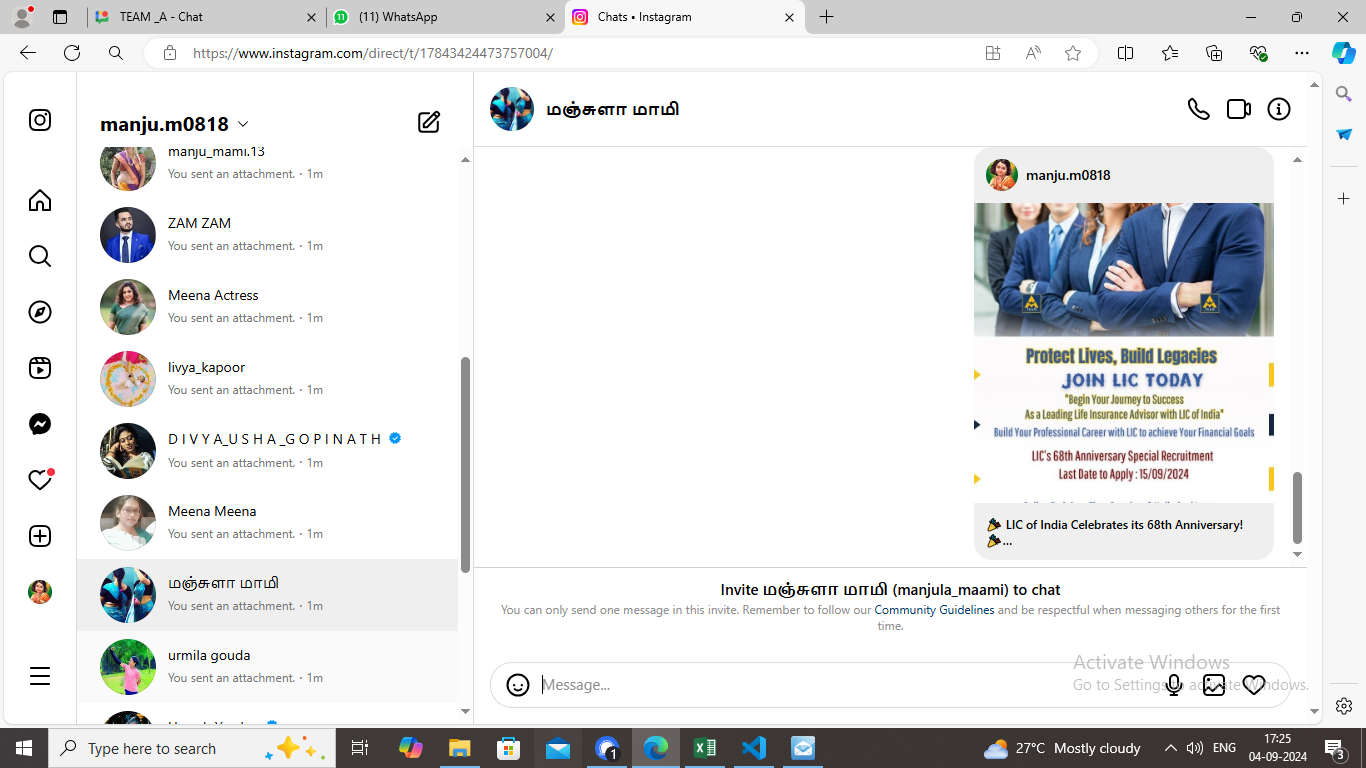 TEAM _A - Chat
(11) WhatsApp
Chats • Instagram
https://www.instagram.com/direct/t/17843424473757004/
manju.m0818
manju_mami.13
You sent an attachment. · 1m
ZAM ZAM
You sent an attachment. · 1m
Meena Actress
You sent an attachment. · 1m
livya_kapoor
You sent an attachment. · 1m
D I V Y A_U S H A _G O P I N A T H
You sent an attachment. · 1m
Meena Meena
You sent an attachment. · 1m
மஞ்சுளா மாமி
You sent an attachment. · 1m
urmila gouda
You sent an attachment. · 1m
மஞ்சுளா மாமி
manju.m0818
Protect Lives, Build Legacies
JOIN LIC TODAY
"Begin Your Journey to Success
As a Leading Life Insurance Advisor with LIC of India"
Build Your Professional Career with LIC to achieve Your Financial Goals
LIC's 68th Anniversary Special Recruitment
Last Date to Apply : 15/09/2024
🎉 LIC of India Celebrates its 68th Anniversary!
🎉...
Invite மஞ்சுளா மாமி (manjula_maami) to chat
You can only send one message in this invite. Remember to follow our Community Guidelines and be respectful when messaging others for the first
time.
Message...
Activate Windows
Go to Settings to activate Windows.
Type here to search
1
27°C Mostly cloudy
ENG
17:25
04-09-2024
3